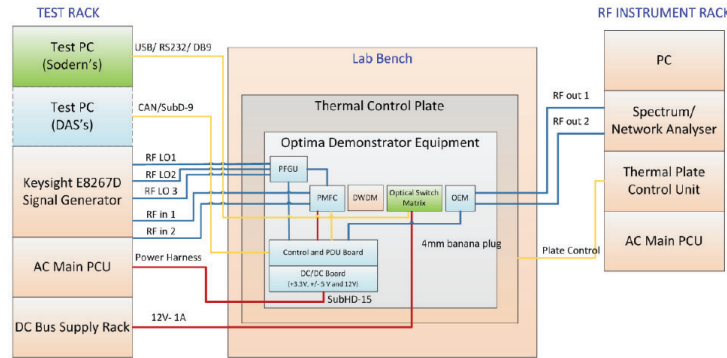 TEST RACK
RF INSTRUMENT RACK
Test PC
(Sodern's)
Test PC
(DAS's)
Keysight E8267D
Signal Generator
AC Main PCU
DC Bus Supply Rack
USB/ RS232/ DB9
CAN/SubD-9
RF LO1
RF LO2
RF LO 3
RF in 1
RF in 2
Power Harness
12V- 1A
Lab Bench
Thermal Control Plate
Optima Demonstrator Equipment
PFGU
PMFC
DWDM
Optical Switch
Matrix
OEM
4mm banana plug
Control and PDU Board
DC/DC Board
(+3.3V, +/- 5 V and 12V)
SubHD-15
RF out 1
RF out 2
Plate Control
PC
Spectrum/
Network Analyser
Thermal Plate
Control Unit
AC Main PCU